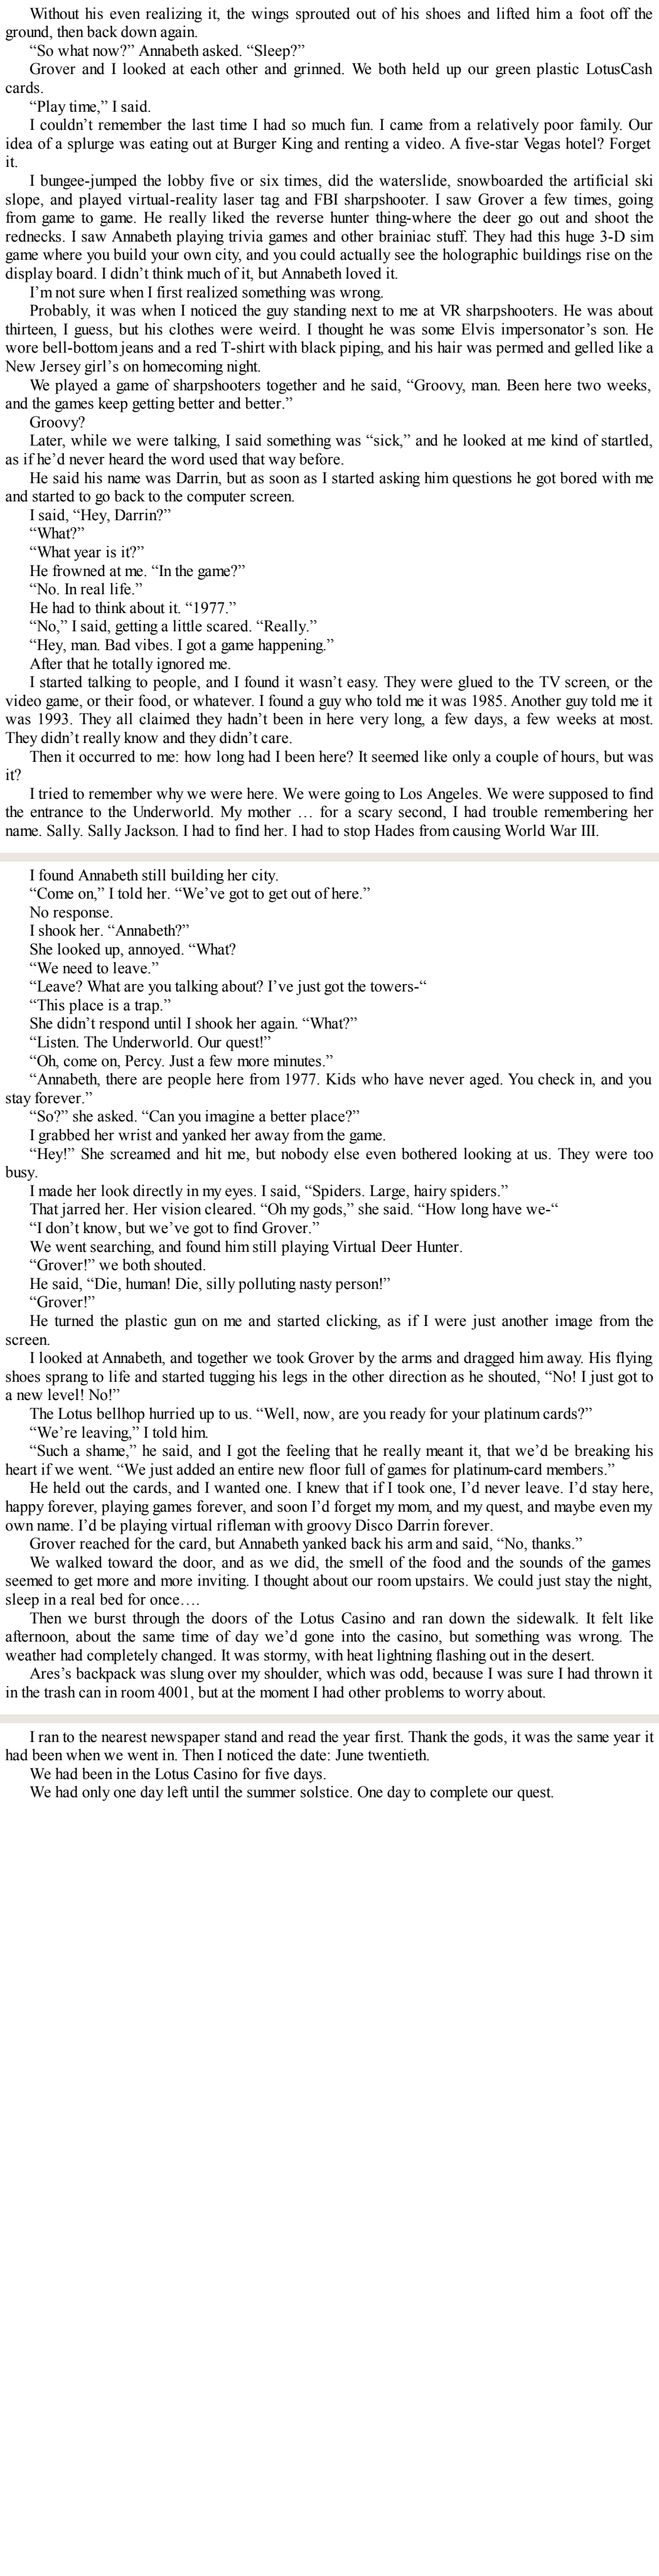 Without his even realizing it, the wings sprouted out of his shoes and lifted him a foot off the
ground, then back down again.
“So what now?” Annabeth asked. “Sleep?”
Grover and I looked at each other and grinned. We both held up our green plastic LotusCash
cards.
“Play time,” I said.
I couldn’t remember the last time I had so much fun. I came from a relatively poor family. Our
idea of a splurge was eating out at Burger King and renting a video. A five-star Vegas hotel? Forget
it.
I bungee-jumped the lobby five or six times, did the waterslide, snowboarded the artificial ski
slope, and played virtual-reality laser tag and FBI sharpshooter. I saw Grover a few times, going
from game to game. He really liked the reverse hunter thing-where the deer go out and shoot the
rednecks. I saw Annabeth playing trivia games and other brainiac stuff. They had this huge 3-D sim
game where you build your own city, and you could actually see the holographic buildings rise on the
display board. I didn’t think much of it, but Annabeth loved it.
I’m not sure when I first realized something was wrong.
Probably, it was when I noticed the guy standing next to me at VR sharpshooters. He was about
thirteen, I guess, but his clothes were weird. I thought he was some Elvis impersonator’s son. He
wore bell-bottom jeans and a red T-shirt with black piping, and his hair was permed and gelled like a
New Jersey girl’s on homecoming night.
We played a game of sharpshooters together and he said, “Groovy, man. Been here two weeks,
and the games keep getting better and better.”
Groovy?
Later, while we were talking, I said something was “sick,” and he looked at me kind of startled,
as if he’d never heard the word used that way before.
He said his name was Darrin, but as soon as I started asking him questions he got bored with me
and started to go back to the computer screen.
I said, “Hey, Darrin?”
“What?”
“What year is it?”
He frowned at me. “In the game?”
“No. In real life.”
He had to think about it. “1977.”
“No,” I said, getting a little scared. “Really.”
“Hey, man. Bad vibes. I got a game happening.”
After that he totally ignored me.
I started talking to people, and I found it wasn’t easy. They were glued to the TV screen, or the
video game, or their food, or whatever. I found a guy who told me it was 1985. Another guy told me it
was 1993. They all claimed they hadn’t been in here very long, a few days, a few weeks at most.
They didn’t really know and they didn’t care.
Then it occurred to me: how long had I been here? It seemed like only a couple of hours, but was
it?
I tried to remember why we were here. We were going to Los Angeles. We were supposed to find
the entrance to the Underworld. My mother … for a scary second, I had trouble remembering her
name. Sally. Sally Jackson. I had to find her. I had to stop Hades from causing World War III.
I found Annabeth still building her city.
“Come on,” I told her. “We’ve got to get out of here.”
No response.
I shook her. “Annabeth?”
She looked up, annoyed. “What?
“We need to leave.”
“Leave? What are you talking about? I’ve just got the towers-“
“This place is a trap.”
She didn’t respond until I shook her again. “What?”
“Listen. The Underworld. Our quest!”
“Oh, come on, Percy. Just a few more minutes.”
“Annabeth, there are people here from 1977. Kids who have never aged. You check in, and you
stay forever.”
“So?” she asked. “Can you imagine a better place?”
I grabbed her wrist and yanked her away from the game.
“Hey!” She screamed and hit me, but nobody else even bothered looking at us. They were too
busy.
I made her look directly in my eyes. I said, “Spiders. Large, hairy spiders.”
That jarred her. Her vision cleared. “Oh my gods,” she said. “How long have we-“
“I don’t know, but we’ve got to find Grover.”
We went searching, and found him still playing Virtual Deer Hunter.
“Grover!” we both shouted.
He said, “Die, human! Die, silly polluting nasty person!”
“Grover!”
He turned the plastic gun on me and started clicking, as if I were just another image from the
screen.
I looked at Annabeth, and together we took Grover by the arms and dragged him away. His flying
shoes sprang to life and started tugging his legs in the other direction as he shouted, “No! I just got to
a new level! No!”
The Lotus bellhop hurried up to us. “Well, now, are you ready for your platinum cards?”
“We’re leaving,” I told him.
“Such a shame,” he said, and I got the feeling that he really meant it, that we’d be breaking his
heart if we went. “We just added an entire new floor full of games for platinum-card members.”
He held out the cards, and I wanted one. I knew that if I took one, I’d never leave. I’d stay here,
happy forever, playing games forever, and soon I’d forget my mom, and my quest, and maybe even my
own name. I’d be playing virtual rifleman with groovy Disco Darrin forever.
Grover reached for the card, but Annabeth yanked back his arm and said, “No, thanks.”
We walked toward the door, and as we did, the smell of the food and the sounds of the games
seemed to get more and more inviting. I thought about our room upstairs. We could just stay the night,
sleep in a real bed for once….
Then we burst through the doors of the Lotus Casino and ran down the sidewalk. It felt like
afternoon, about the same time of day we’d gone into the casino, but something was wrong. The
weather had completely changed. It was stormy, with heat lightning flashing out in the desert.
Ares’s backpack was slung over my shoulder, which was odd, because I was sure I had thrown it
in the trash can in room 4001, but at the moment I had other problems to worry about.
I ran to the nearest newspaper stand and read the year first. Thank the gods, it was the same year it
had been when we went in. Then I noticed the date: June twentieth.
We had been in the Lotus Casino for five days.
We had only one day left until the summer solstice. One day to complete our quest.